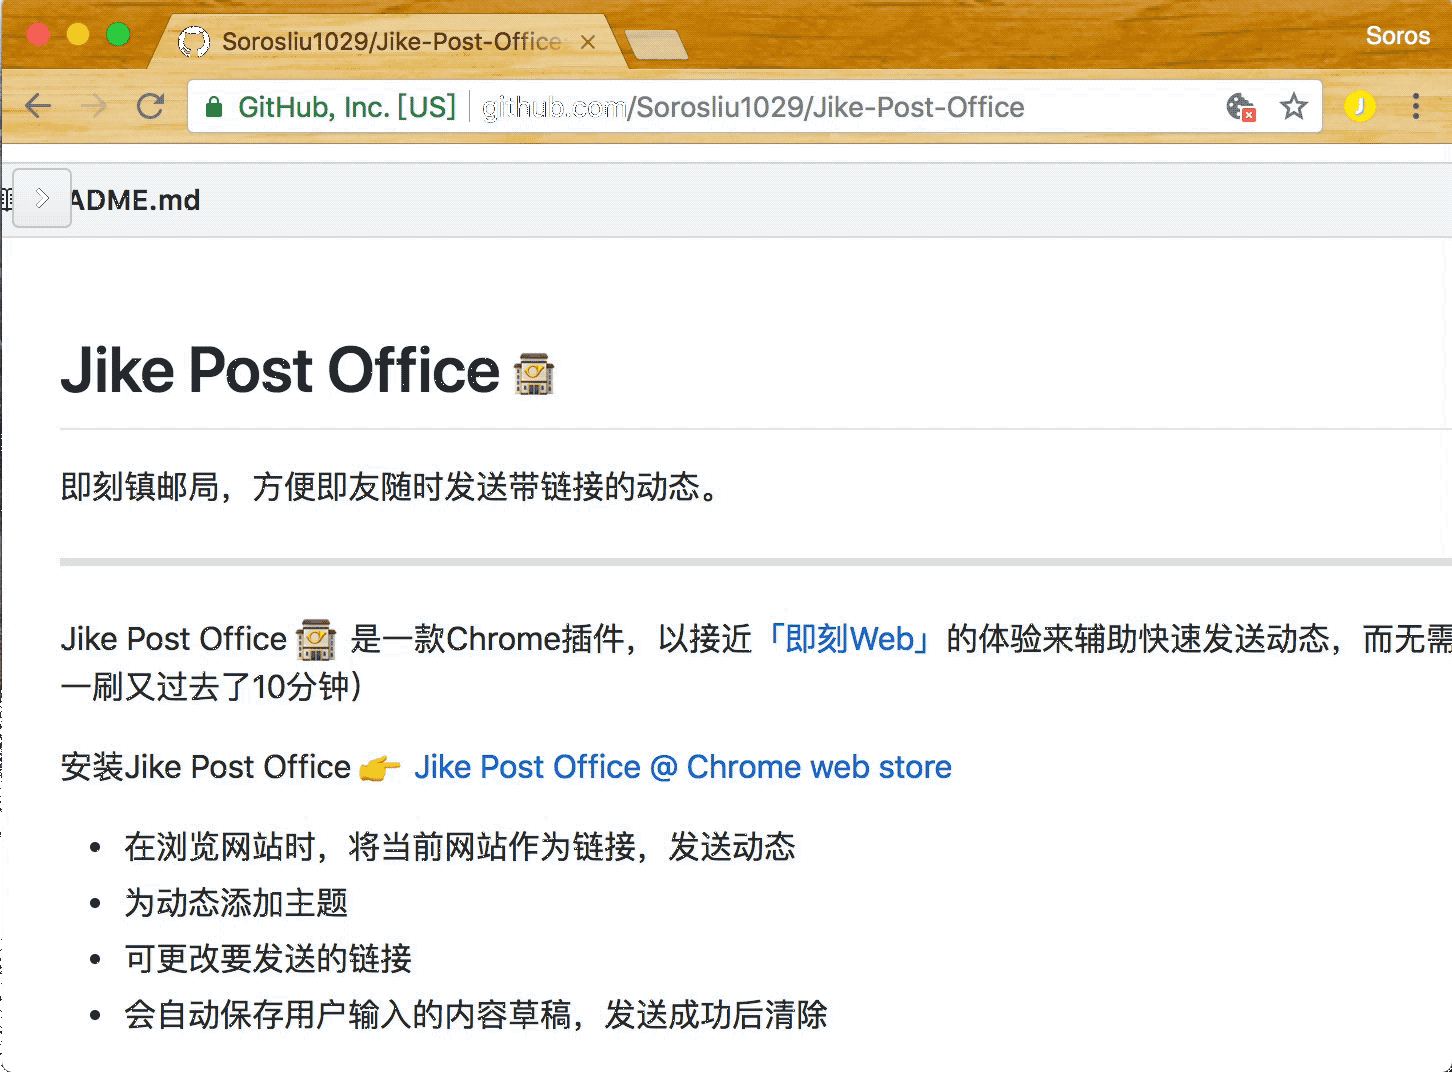 Sorosliu1029/Jike-Post-Office
Soros
GitHub, Inc. [US] github.com/Sorosliu1029/Jike-Post-Office
J
ADME.md
Jike Post Office
即刻镇邮局，方便即友随时发送带链接的动态。
Jike Post Office 是一款Chrome插件，以接近「即刻Web」的体验来辅助快速发送动态，而无需
一刷又过去了10分钟）
安装Jike Post Office 👉 Jike Post Office @ Chrome web store
• 在浏览网站时，将当前网站作为链接，发送动态
• 为动态添加主题
• 可更改要发送的链接
• 会自动保存用户输入的内容草稿，发送成功后清除